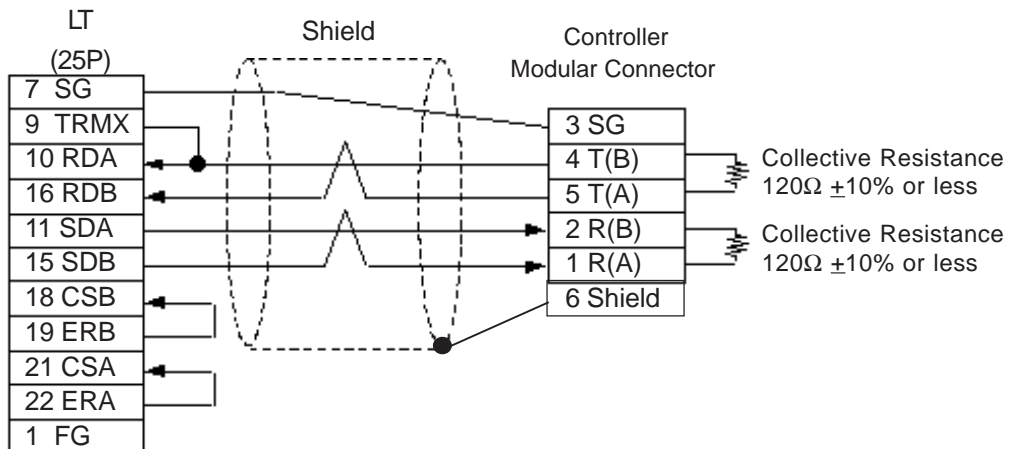 LT
(25P)
7 SG
9 TRMX
10 RDA
16 RDB
11 SDA
15 SDB
18 CSB
19 ERB
21 CSA
22 ERA
1 FG
Shield
Controller
Modular Connector
3 SG
4 T(B)
5 T(A)
2 R(B)
1 R(A)
6 Shield
Collective Resistance
120Ω ±10% or less
Collective Resistance
120Ω ±10% or less